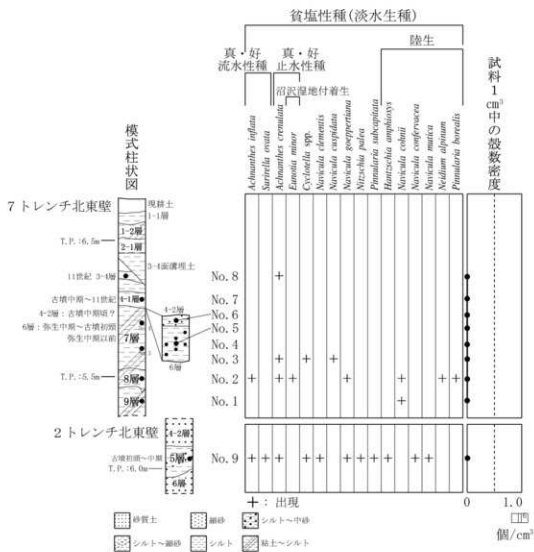 貧塩性種(淡水生種)
真・好
流水性種
真・好
止水性種
陸生
沼沢湿地付着生
模式柱状図
Achnanthes inflata
Surirella ovata
Achnanthes crenulata
Eunotia minor
Cyclotella spp.
Navicula clementis
Navicula cuspidata
Navicula goeppertiana
Nitzschia palea
Pinnularia subcapitata
Hantzschia amphioxys
Navicula cohnii
Navicula confervacea
Navicula mutica
Neidium alpinum
Pinnularia borealis
試料1cm³中の殻数密度
7トレンチ北東壁
現耕土
1-1層
1-2層
T.P.:6.5m
2-1層
3-4面溝埋土
11世紀 3-4層
No.8
古墳中期～11世紀
4-1層
No.7
4-2層：古墳中期頃?
4-2層
No.6
6層：弥生中期～古墳初頭
No.5
弥生中期以前
7層
No.4
No.3
6層
T.P.:5.5m
8層
No.2
9層
No.1
2トレンチ北東壁
4-2層
古墳初頭～中期
5層
No.9
T.P.:6.0m
6層
＋：出現
0 1.0
個/cm³
砂質土
細砂
シルト～中砂
シルト～細砂
シルト
粘土～シルト